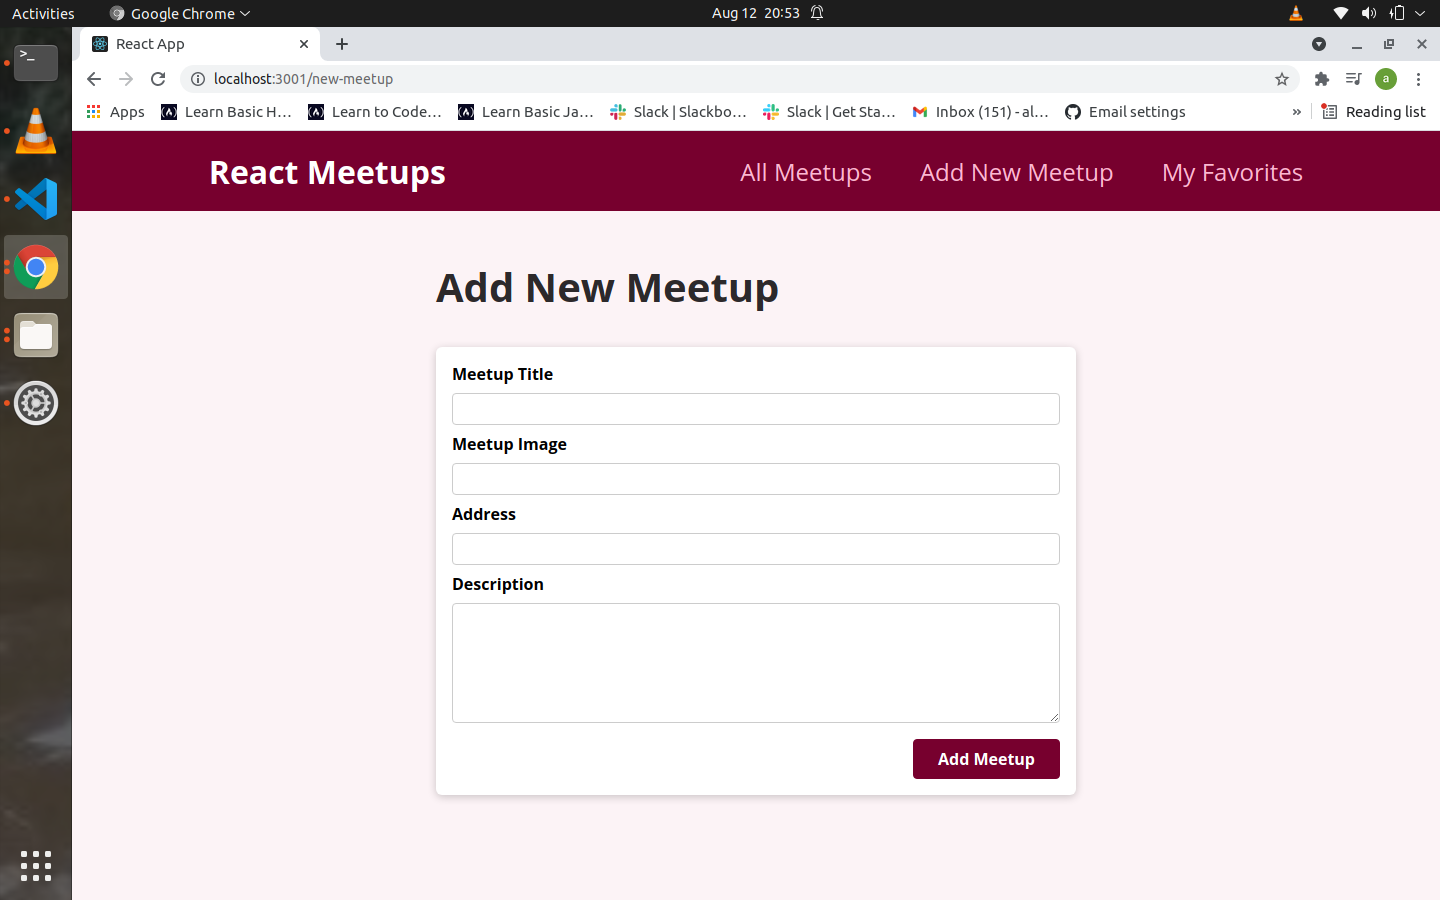 Activities
Google Chrome
Aug 12 20:53
React App
localhost:3001/new-meetup
a
Apps
Learn Basic H...
Learn to Code...
Learn Basic Ja...
Slack | Slackbo...
Slack | Get Sta...
Inbox (151) - al...
Email settings
»
Reading list
React Meetups
All Meetups
Add New Meetup
My Favorites
Add New Meetup
Meetup Title
Meetup Image
Address
Description
Add Meetup